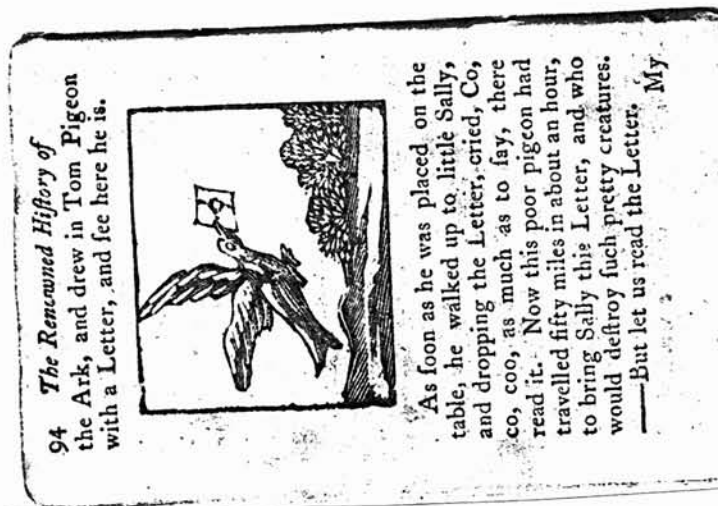 94 The Renowned Hiſtory of
the Ark, and drew in Tom Pigeon
with a Letter, and ſee here he is.
As ſoon as he was placed on the
table, he walked up to little Sally,
and dropping the Letter, cried, Co,
co, coo, as much as to ſay, there
read it. Now this poor pigeon had
travelled fifty miles in about an hour,
to bring Sally this Letter, and who
would deſtroy ſuch pretty creatures.
——But let us read the Letter.
My